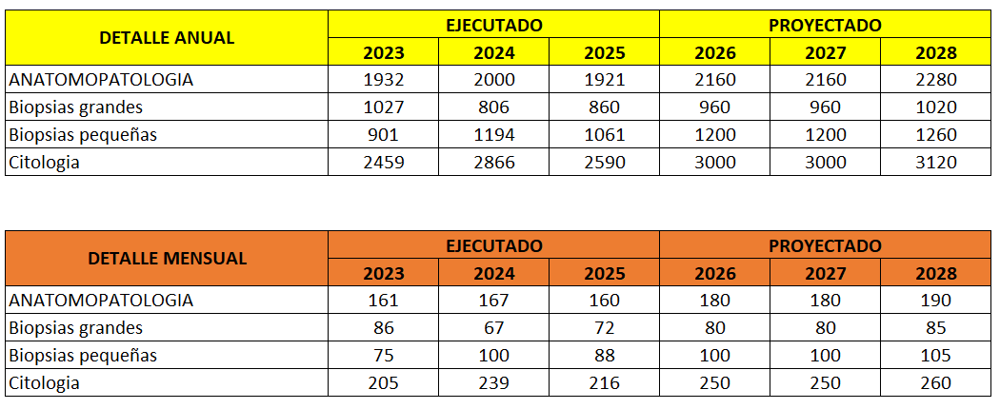 DETALLE ANUAL EJECUTADO PROYECTADO
2023 2024 2025 2026 2027 2028
ANATOMOPATOLOGIA 1932 2000 1921 2160 2160 2280
Biopsias grandes 1027 806 860 960 960 1020
Biopsias pequeñas 901 1194 1061 1200 1200 1260
Citologia 2459 2866 2590 3000 3000 3120
DETALLE MENSUAL EJECUTADO PROYECTADO
2023 2024 2025 2026 2027 2028
ANATOMOPATOLOGIA 161 167 160 180 180 190
Biopsias grandes 86 67 72 80 80 85
Biopsias pequeñas 75 100 88 100 100 105
Citologia 205 239 216 250 250 260